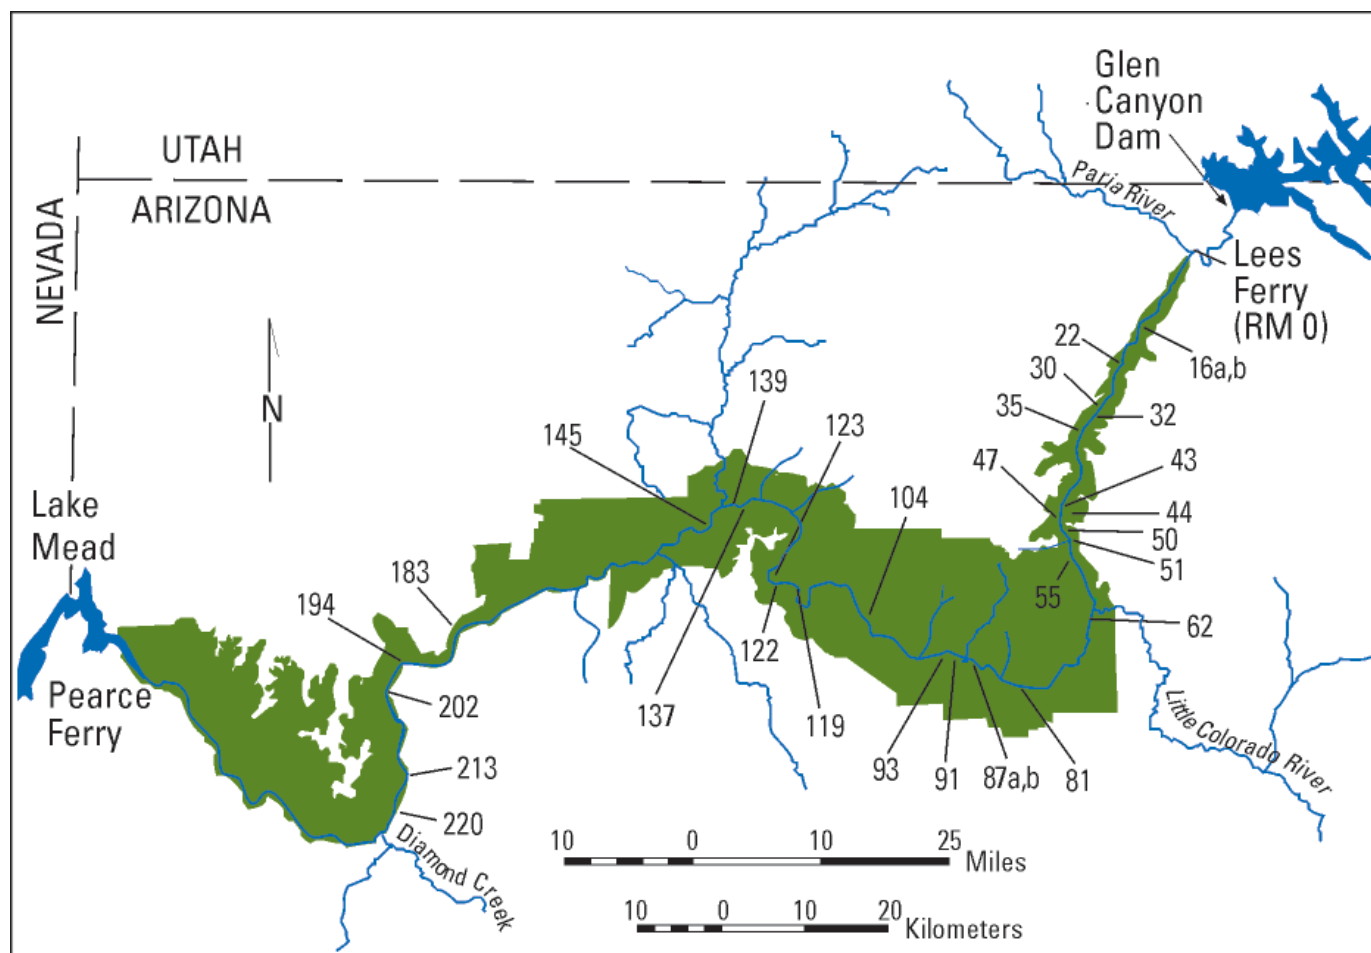 Glen
Canyon
Dam
UTAH
ARIZONA
NEVADA
Paria River
Lees
Ferry
(RM 0)
N
22
16a,b
30
32
35
139
123
145
47
43
104
44
50
51
55
Lake
Mead
183
194
62
122
Pearce
Ferry
202
137
119
Little Colorado River
93
91
87a,b
81
213
220
Diamond Creek
10 0 10 25
Miles
10 0 10 20
Kilometers